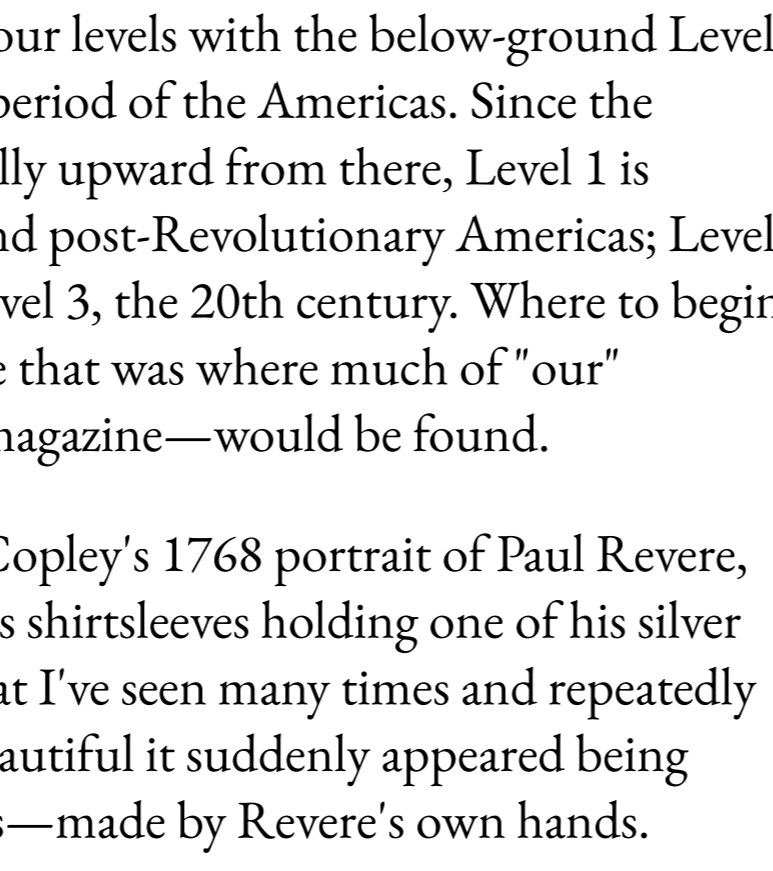 our levels with the below-ground Level
period of the Americas. Since the
lly upward from there, Level 1 is
nd post-Revolutionary Americas; Level
vel 3, the 20th century. Where to begin
e that was where much of "our"
magazine—would be found.
Copley's 1768 portrait of Paul Revere,
s shirtsleeves holding one of his silver
at I've seen many times and repeatedly
autiful it suddenly appeared being
s—made by Revere's own hands.